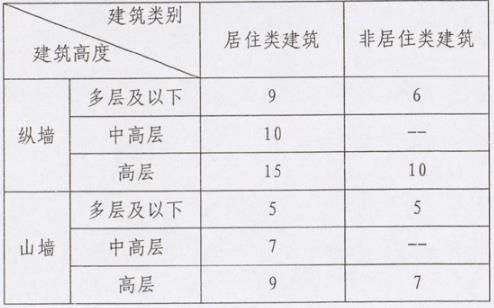 建筑类别
建筑高度
居住类建筑 非居住类建筑
纵墙 多层及以下 9 6
中高层 10 --
高层 15 10
山墙 多层及以下 5 5
中高层 7 --
高层 9 7